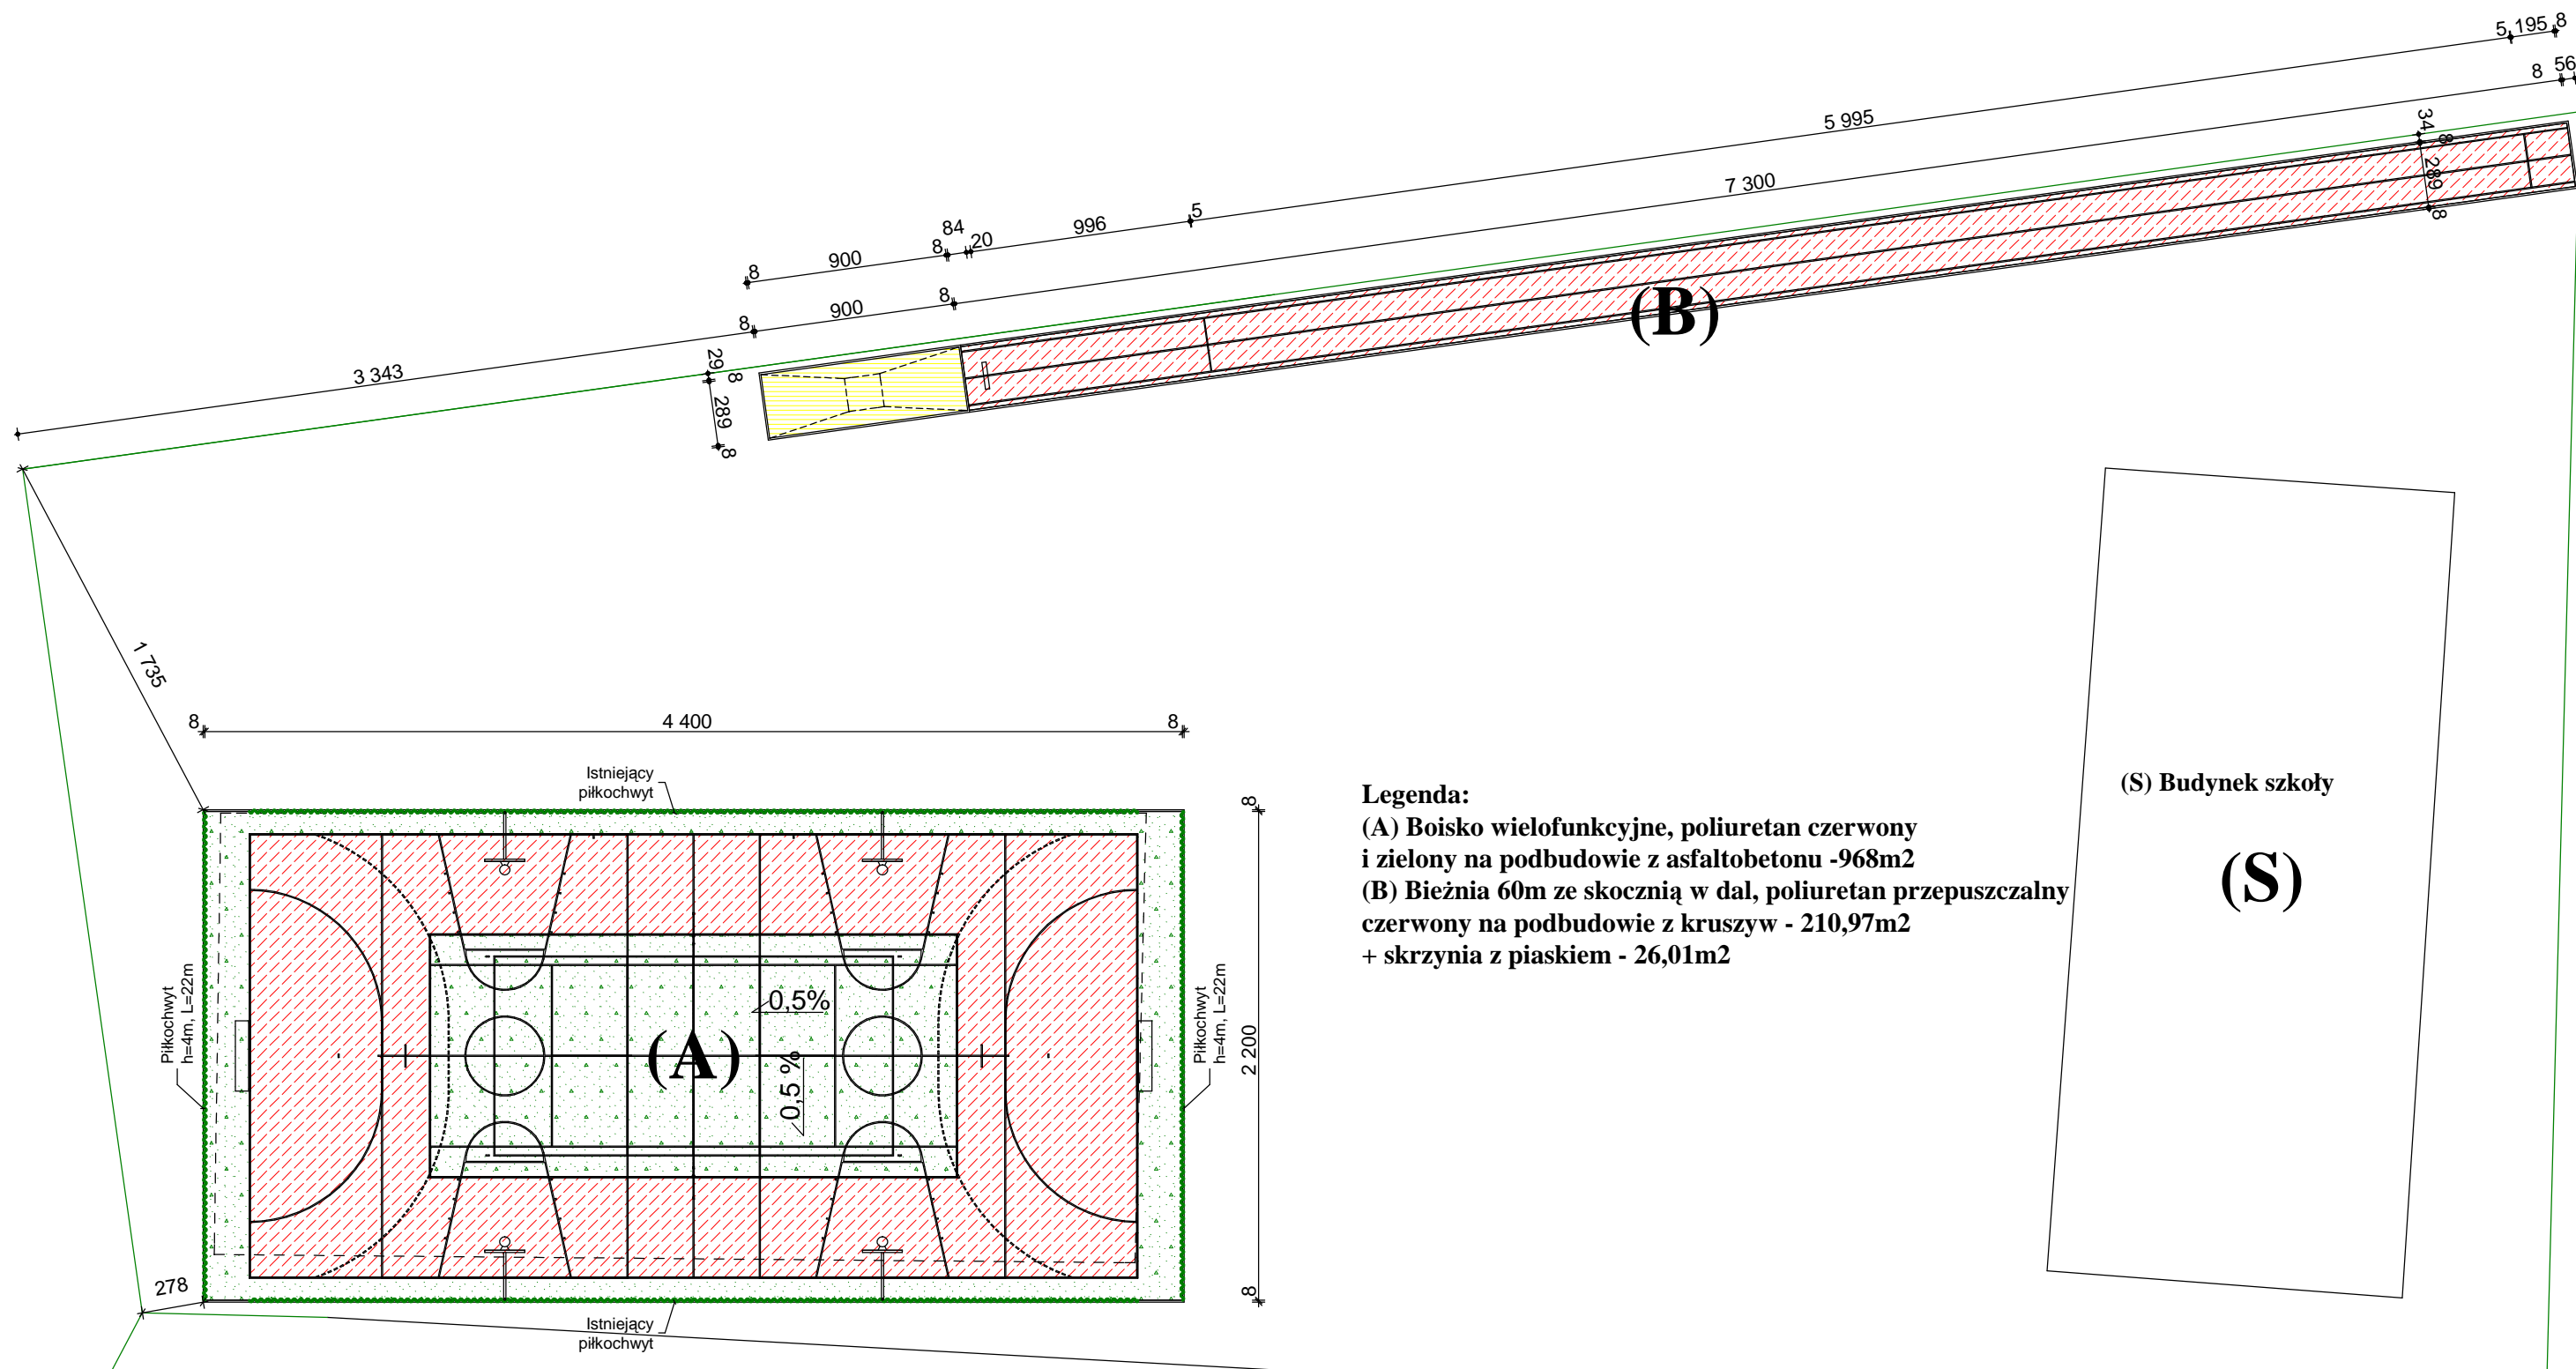 5 195 8
8 56
5 995
34
8
289
8
7 300
5
996
84
8 20
900
8
8
900
8
3 343
29
8
289
8
1 735
8 4 400 8
Istniejący
piłkochwyt
Legenda:
(A) Boisko wielofunkcyjne, poliuretan czerwony
i zielony na podbudowie z asfaltobetonu -968m2
(B) Bieżnia 60m ze skocznią w dal, poliuretan przepuszczalny
czerwony na podbudowie z kruszyw - 210,97m2
+ skrzynia z piaskiem - 26,01m2
(B)
(S) Budynek szkoły
(S)
8
2 200
8
Piłkochwyt
h=4m, L=22m
Piłkochwyt
h=4m, L=22m
0,5%
(A)
0,5 %
278
Istniejący
piłkochwyt